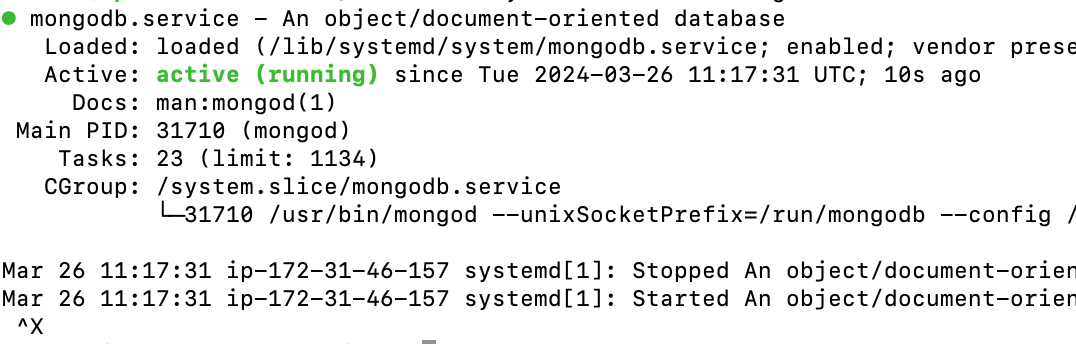 ● mongodb.service – An object/document-oriented database
   Loaded: loaded (/lib/systemd/system/mongodb.service; enabled; vendor prese
   Active: active (running) since Tue 2024-03-26 11:17:31 UTC; 10s ago
     Docs: man:mongod(1)
 Main PID: 31710 (mongod)
    Tasks: 23 (limit: 1134)
   CGroup: /system.slice/mongodb.service
           └─31710 /usr/bin/mongod --unixSocketPrefix=/run/mongodb --config /
Mar 26 11:17:31 ip-172-31-46-157 systemd[1]: Stopped An object/document-orien
Mar 26 11:17:31 ip-172-31-46-157 systemd[1]: Started An object/document-orien
 ^X